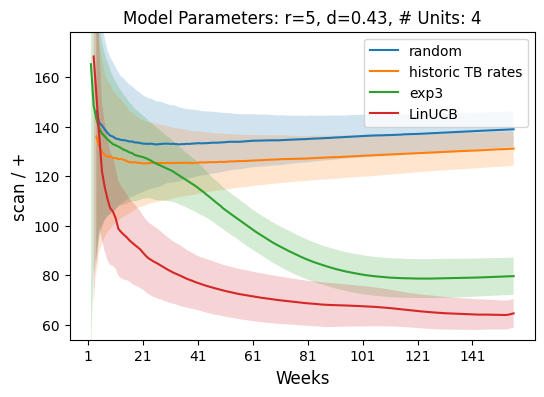 Model Parameters: r=5, d=0.43, # Units: 4
random
historic TB rates
exp3
LinUCB
scan / +
160
140
120
100
80
60
1 21 41 61 81 101 121 141
Weeks